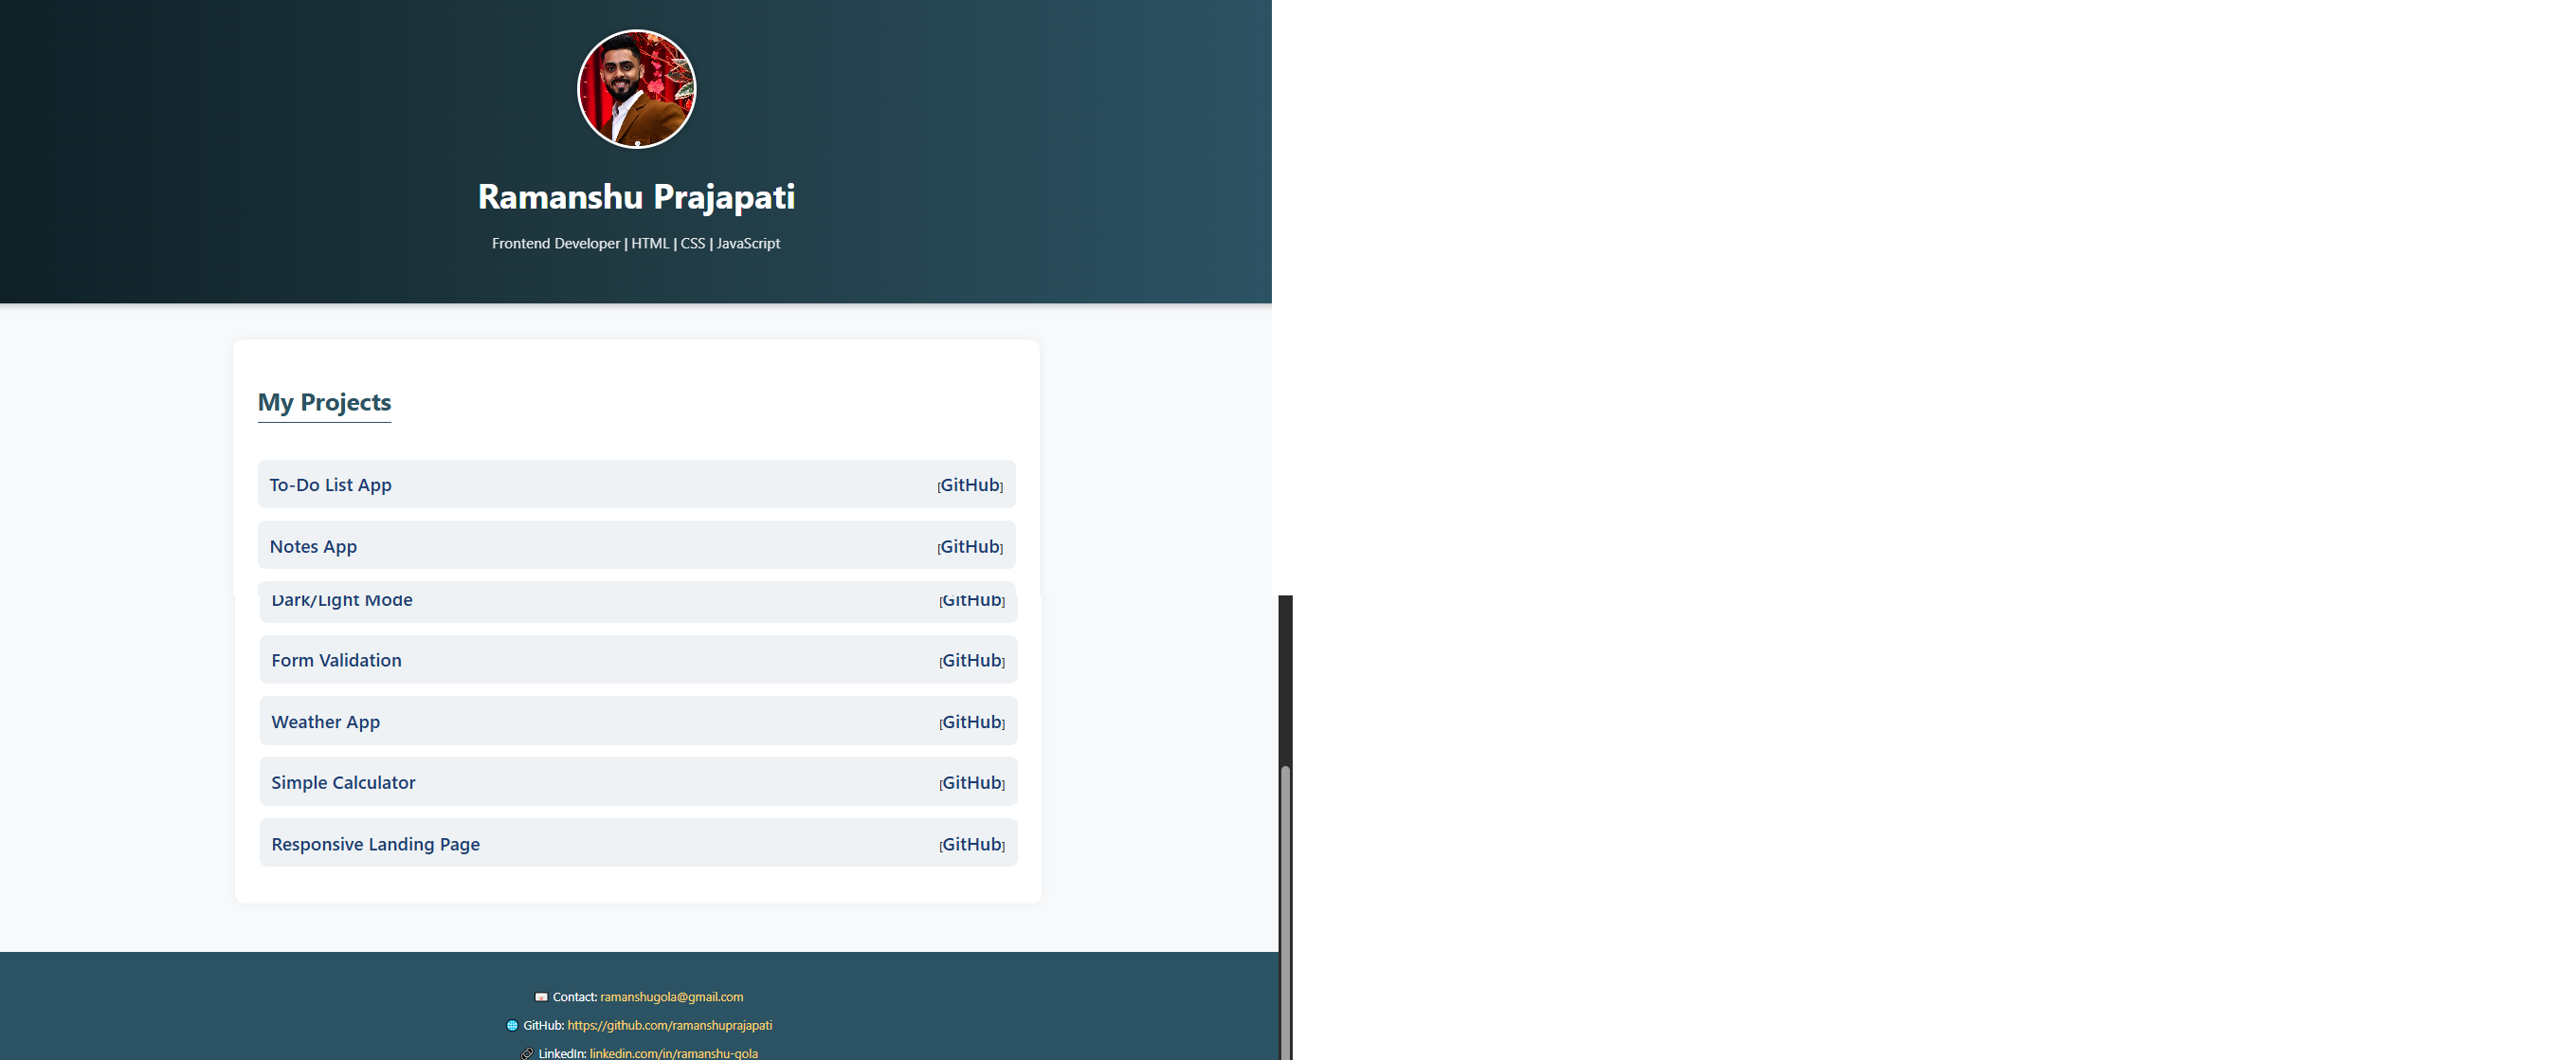 Ramanshu Prajapati
Frontend Developer | HTML | CSS | JavaScript
My Projects
To-Do List App [GitHub]
Notes App [GitHub]
Dark/Light Mode [GitHub]
Form Validation [GitHub]
Weather App [GitHub]
Simple Calculator [GitHub]
Responsive Landing Page [GitHub]
Contact: ramanshugola@gmail.com
GitHub: https://github.com/ramanshuprajapati
LinkedIn: linkedin.com/in/ramanshu-gola